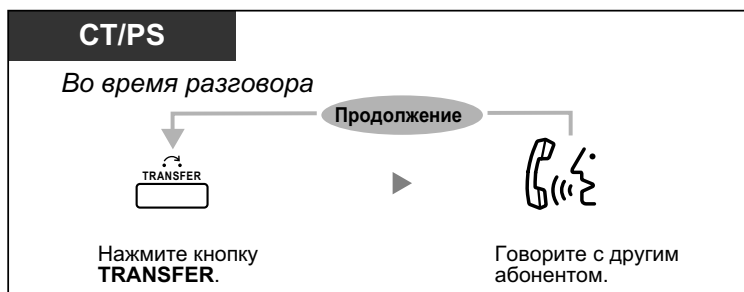 CT/PS
Во время разговора
Продолжение
TRANSFER
Нажмите кнопку
TRANSFER.
Говорите с другим
абонентом.